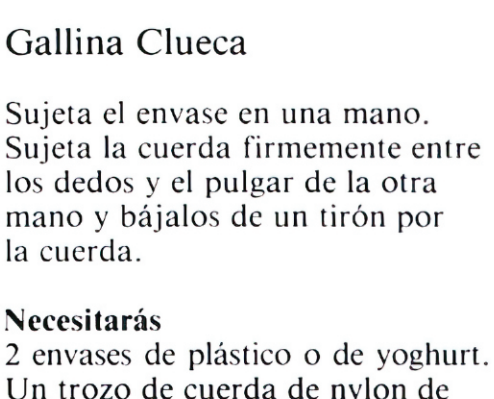 Gallina Clueca
Sujeta el envase en una mano.
Sujeta la cuerda firmemente entre
los dedos y el pulgar de la otra
mano y bájalos de un tirón por
la cuerda.
Necesitarás
2 envases de plástico o de yoghurt.
Un trozo de cuerda de nylon de